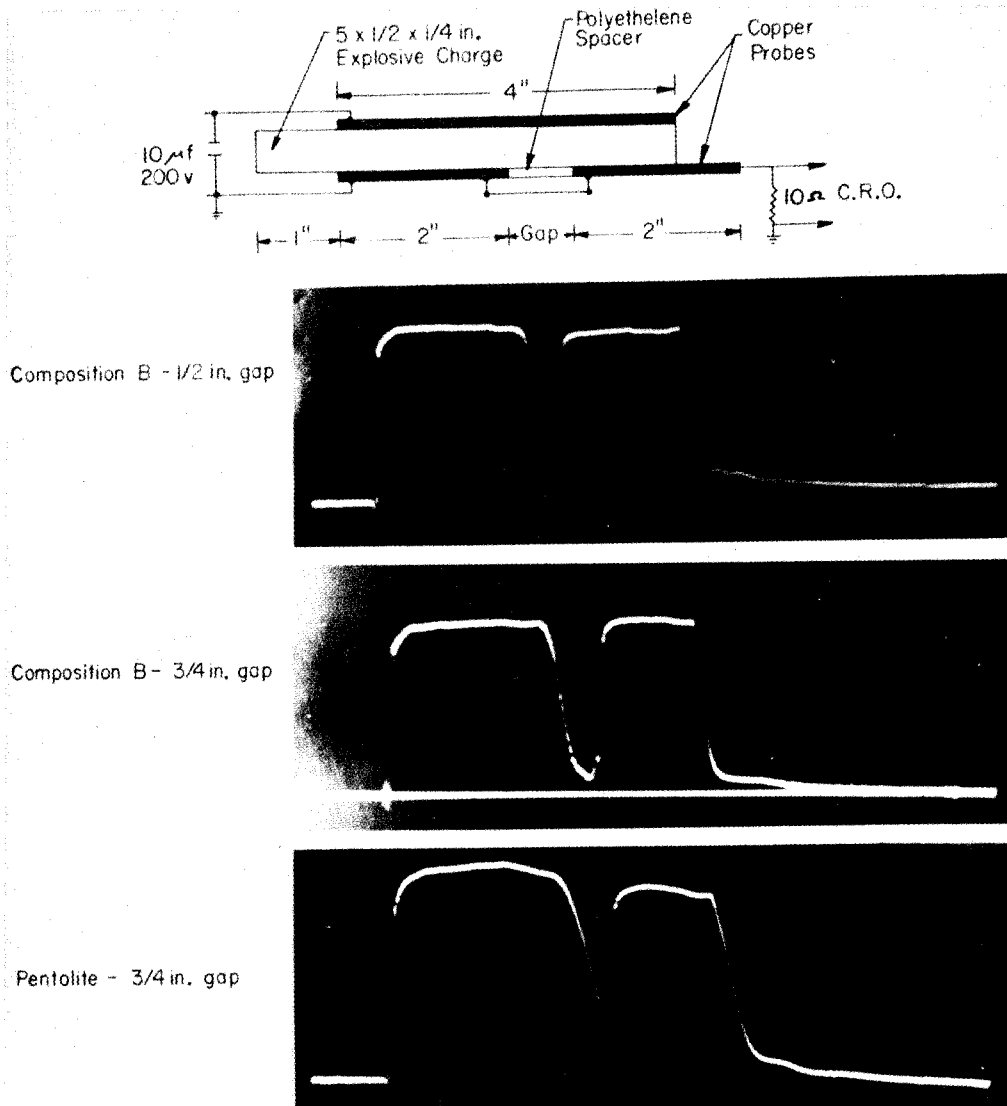 5 x 1/2 x 1/4 in.
Explosive Charge
Polyethelene
Spacer
Copper
Probes
4"
10 μf
200 v
10 Ω C.R.O.
1"
2"
Gap
2"
Composition B - 1/2 in. gap
Composition B - 3/4 in. gap
Pentolite - 3/4 in. gap